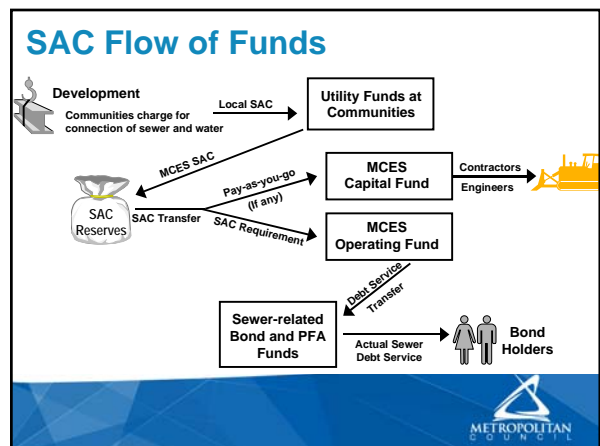 SAC Flow of Funds
Development
Communities charge for
connection of sewer and water
Local SAC
Utility Funds at
Communities
MCES SAC
SAC
Reserves
SAC Transfer
Pay-as-you-go
(If any)
SAC Requirement
MCES
Capital Fund
Contractors
Engineers
MCES
Operating Fund
Debt Service
Transfer
Sewer-related
Bond and PFA
Funds
Actual Sewer
Debt Service
Bond
Holders
METROPOLITAN
COUNCIL